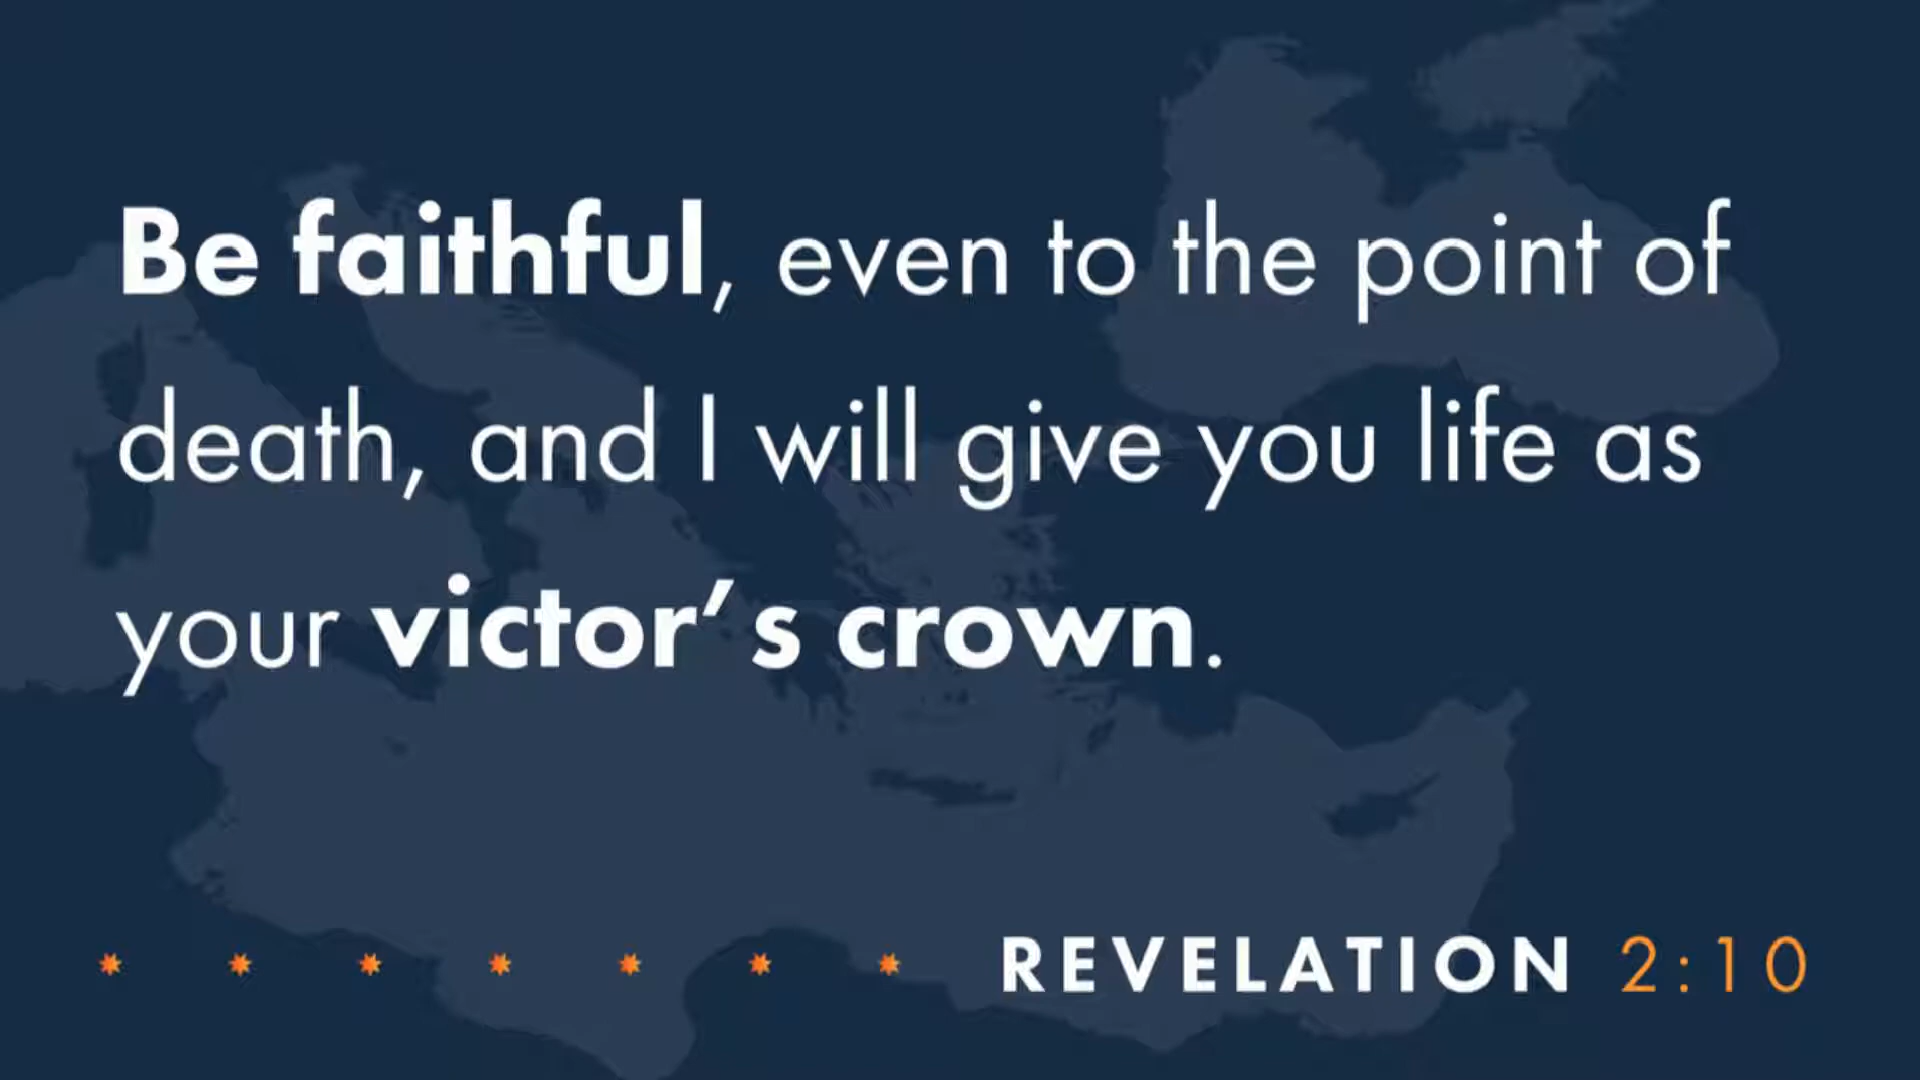 Be faithful, even to the point of
death, and I will give you life as
your victor's crown.
REVELATION 2:10